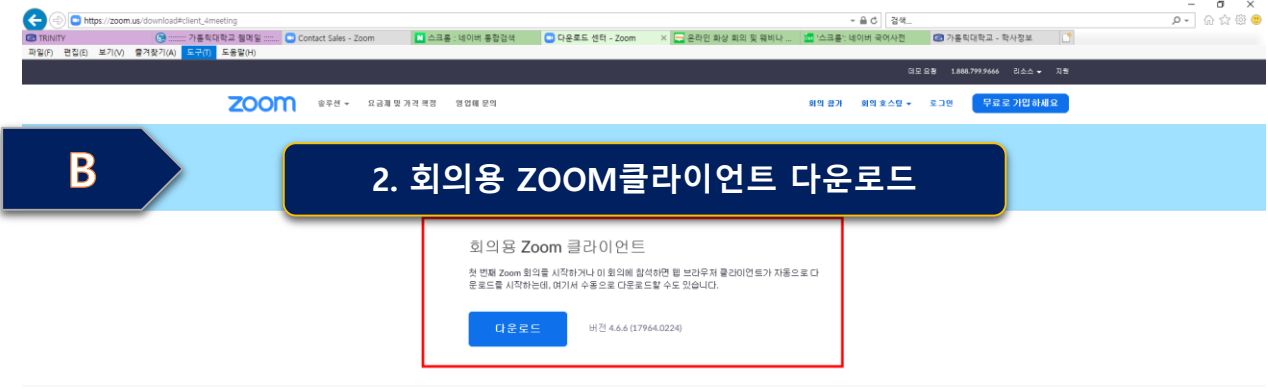 https://zoom.us/download#client_4meeting
검색...
TRINITY
:::::::: 가톨릭대학교 웹메일 ::::...
Contact Sales - Zoom
스크롤 : 네이버 통합검색
다운로드 센터 - Zoom
온라인 화상 회의 및 웨비나 ...
'스크롤': 네이버 국어사전
가톨릭대학교 - 학사정보
파일(F) 편집(E) 보기(V) 즐겨찾기(A) 도구(T) 도움말(H)
데모 요청 1.888.799.9666 리소스 지원
zoom 솔루션 요금제 및 가격 책정 영업에 문의
회의 참가 회의 호스팅 로그인 무료로 가입하세요
B
2. 회의용 ZOOM클라이언트 다운로드
회의용 Zoom 클라이언트
첫 번째 Zoom 회의를 시작하거나 이 회의에 참석하면 웹 브라우저 클라이언트가 자동으로 다
운로드를 시작하는데, 여기서 수동으로 다운로드할 수도 있습니다.
다운로드 버전 4.6.6 (17964.0224)